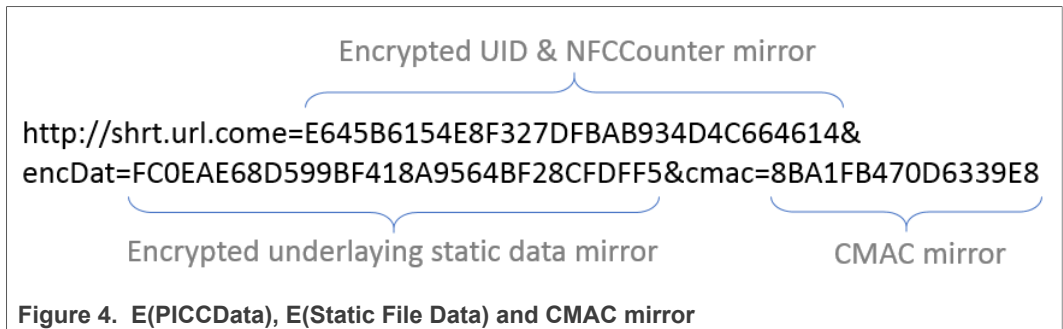 Encrypted UID & NFCCounter mirror
http://shrt.url.come=E645B6154E8F327DFBAB934D4C664614&
encDat=FC0EAE68D599BF418A9564BF28CFDFF5&cmac=8BA1FB470D6339E8
Encrypted underlaying static data mirror CMAC mirror
Figure 4. E(PICCData), E(Static File Data) and CMAC mirror